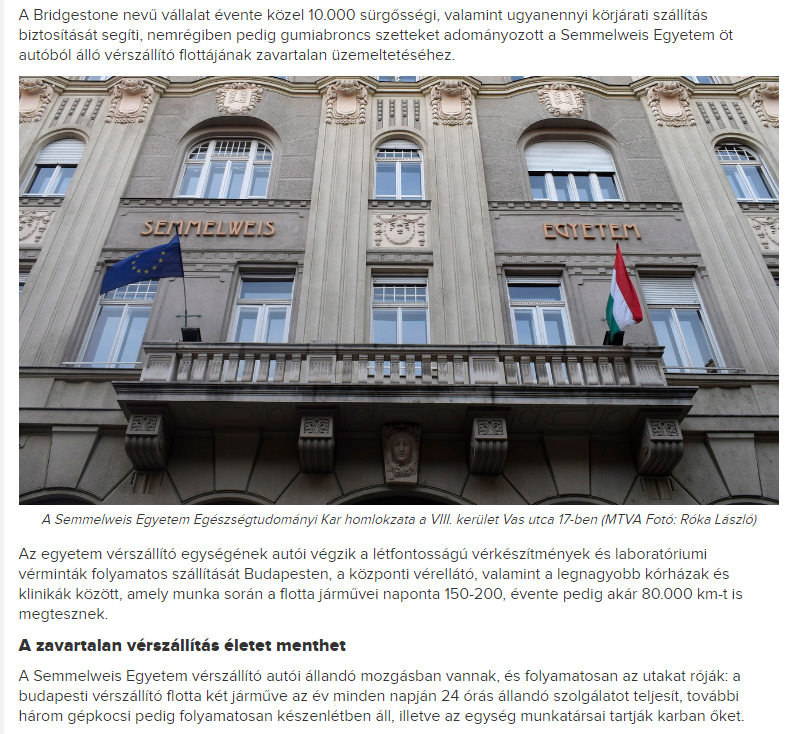 A Bridgestone nevű vállalat évente közel 10.000 sürgősségi, valamint ugyanennyi körjárati szállítás
biztosítását segíti, nemrégiben pedig gumiabroncs szetteket adományozott a Semmelweis Egyetem öt
autóból álló vérszállító flottájának zavartalan üzemeltetéséhez.
SEMMELWEIS
EGYETEM
A Semmelweis Egyetem Egészségtudományi Kar homlokzata a VIII. kerület Vas utca 17-ben (MTVA Fotó: Róka László)
Az egyetem vérszállító egységének autói végzik a létfontosságú vérkészítmények és laboratóriumi
vérminták folyamatos szállítását Budapesten, a központi vérellátó, valamint a legnagyobb kórházak és
klinikák között, amely munka során a flotta járművei naponta 150-200, évente pedig akár 80.000 km-t is
megtesznek.
A zavartalan vérszállítás életet menthet
A Semmelweis Egyetem vérszállító autói állandó mozgásban vannak, és folyamatosan az utakat róják: a
budapesti vérszállító flotta két járműve az év minden napján 24 órás állandó szolgálatot teljesít, további
három gépkocsi pedig folyamatosan készenlétben áll, illetve az egység munkatársai tartják karban őket.